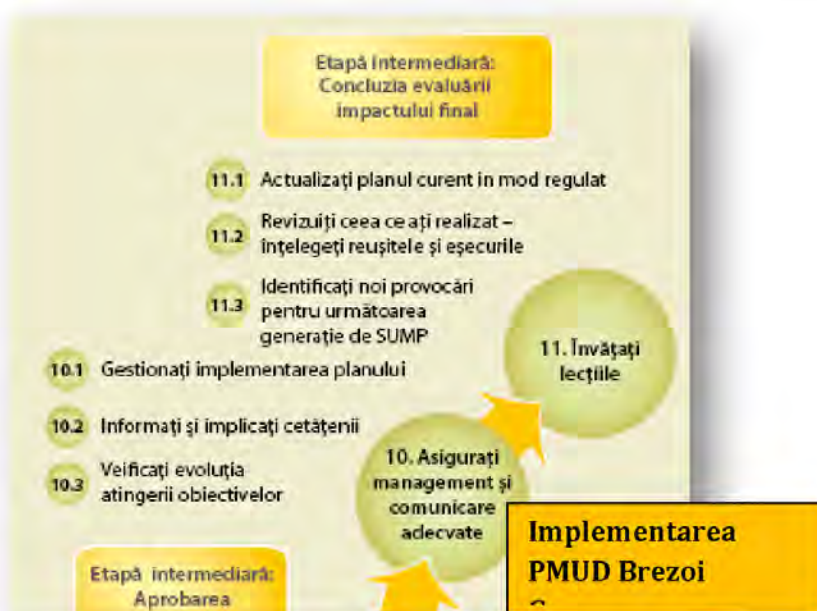 Etapă intermediară:
Concluzia evaluării
impactului final
11.1 Actualizați planul curent in mod regulat
11.2 Revizuiți ceea ce ați realizat –
înțelegeți reușitele și eșecurile
11.3 Identificați noi provocări
pentru următoarea
generație de SUMP
11. Învățați
lecțiile
10.1 Gestionați implementarea planului
10.2 Informați și implicați cetățenii
10.3 Veificați evoluția
atingerii obiectivelor
10. Asigurați
management și
comunicare
adecvate
Implementarea
PMUD Brezoi
Etapă intermediară:
Aprobarea